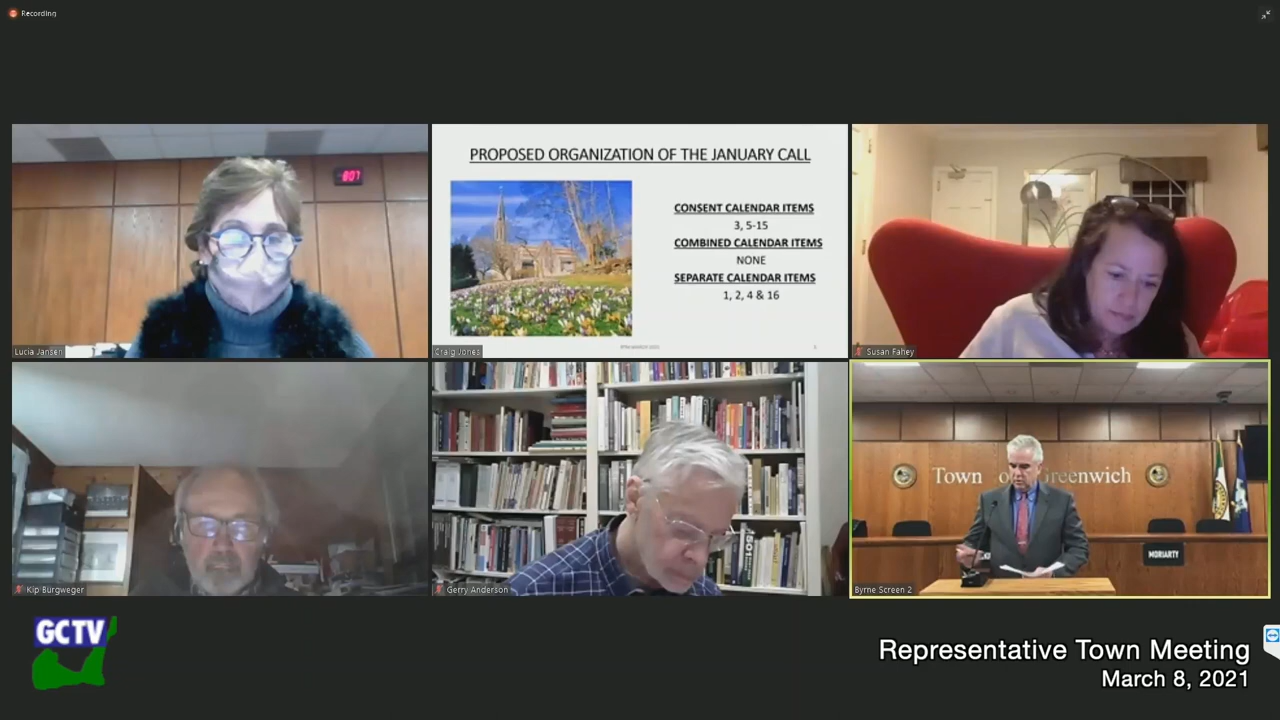 Recording
8:07
Lucia Jansen
PROPOSED ORGANIZATION OF THE JANUARY CALL
CONSENT CALENDAR ITEMS
3, 5-15
COMBINED CALENDAR ITEMS
NONE
SEPARATE CALENDAR ITEMS
1, 2, 4 & 16
Craig Jones
Susan Fahey
Kip Burgweger
Gerry Anderson
Town of Greenwich
MORIARTY
Byrne Screen 2
GCTV
Representative Town Meeting
March 8, 2021